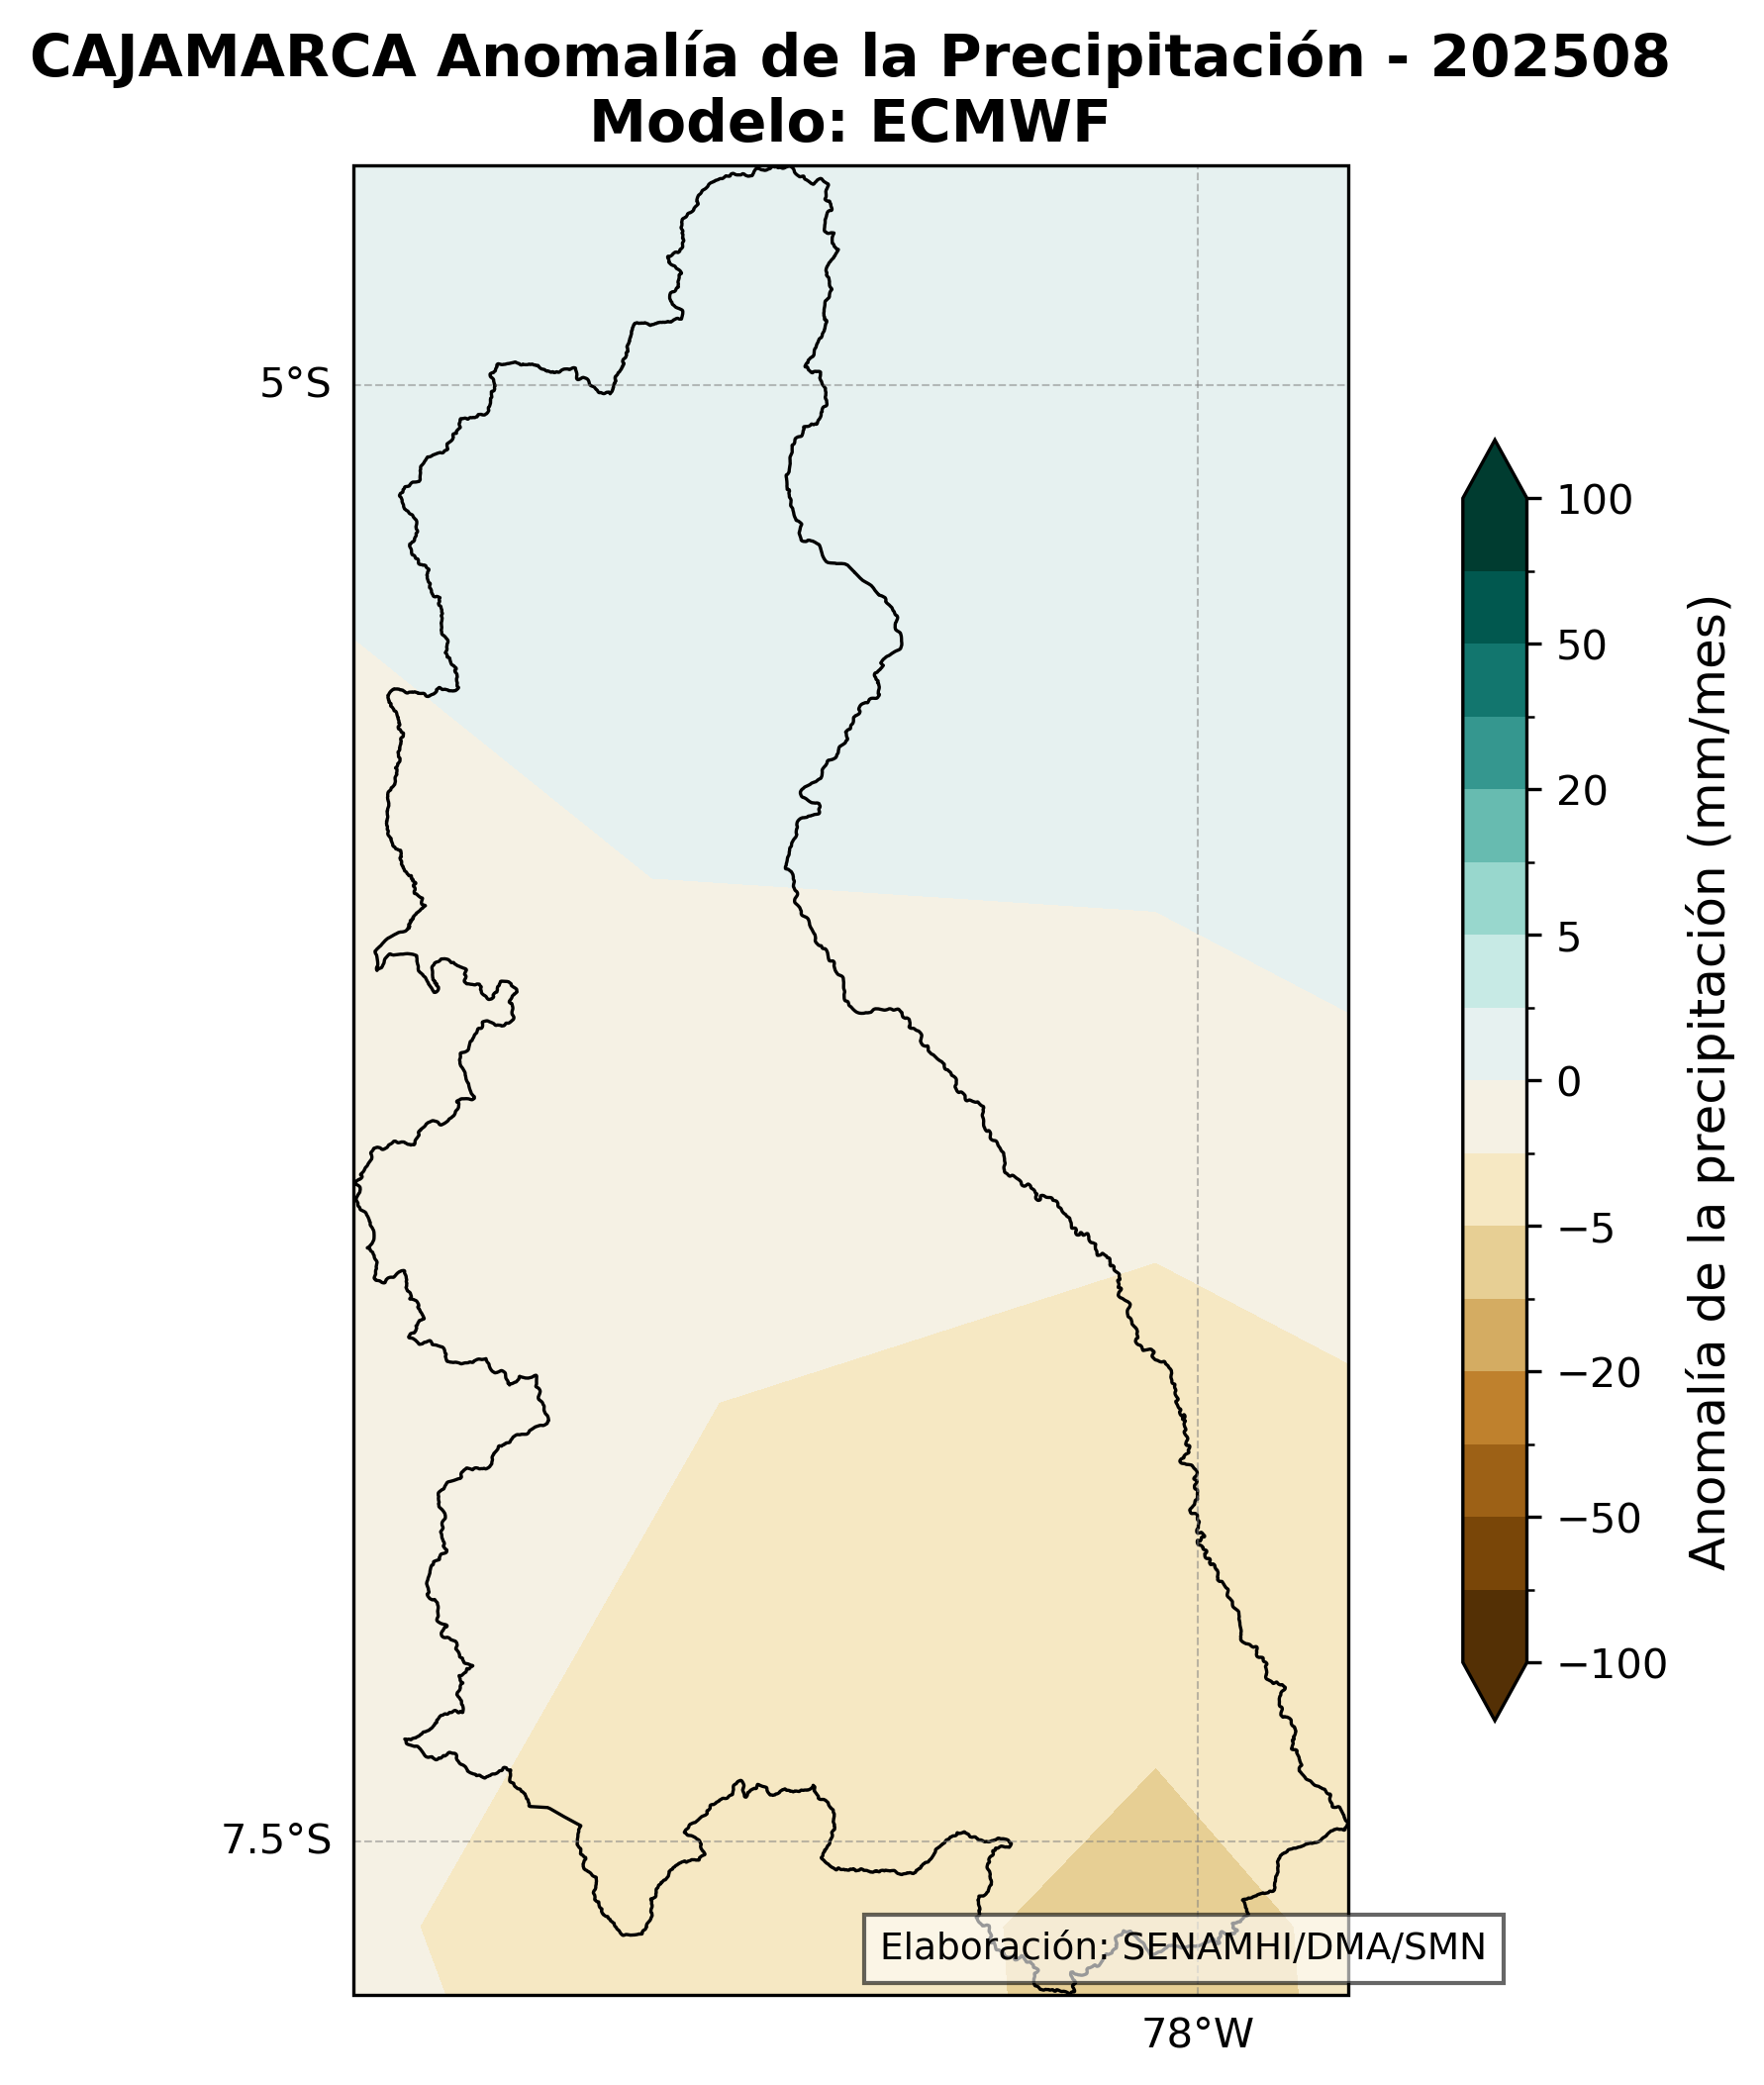 CAJAMARCA Anomalía de la Precipitación - 202508
Modelo: ECMWF
5°S
7.5°S
78°W
100
50
20
5
0
−5
−20
−50
−100
Anomalía de la precipitación (mm/mes)
Elaboración: SENAMHI/DMA/SMN